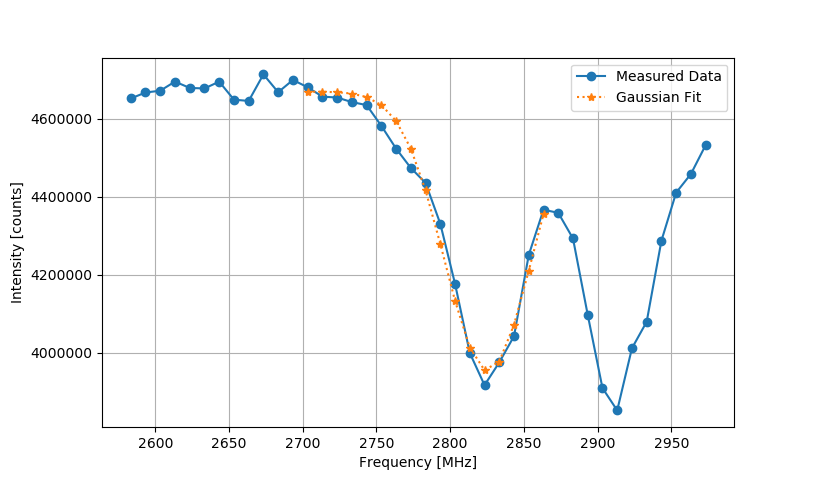 Measured Data
Gaussian Fit
4600000
4400000
4200000
4000000
Intensity [counts]
2600 2650 2700 2750 2800 2850 2900 2950
Frequency [MHz]